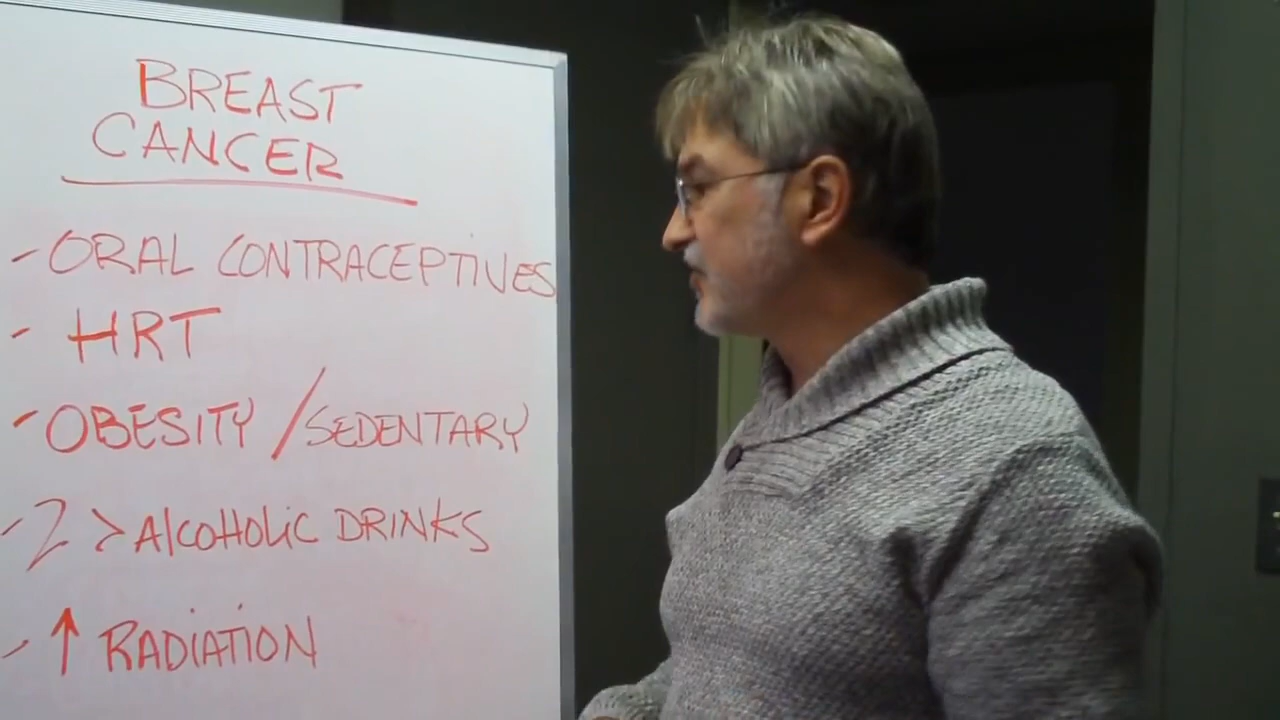 BREAST
CANCER
- ORAL CONTRACEPTIVES
- HRT
- OBESITY / SEDENTARY
- 2 > AlcoHolic DRINKS
- ↑ RADiATiON